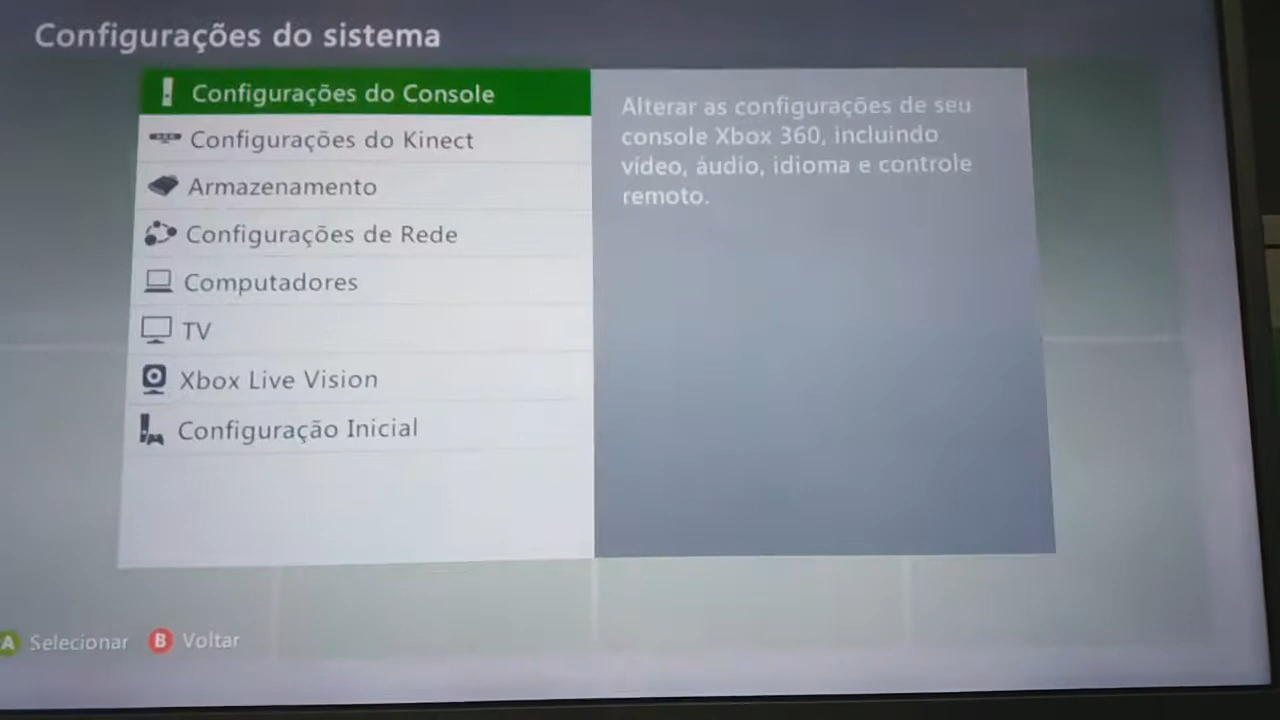 Configurações do sistema
Configurações do Console
Configurações do Kinect
Armazenamento
Configurações de Rede
Computadores
TV
Xbox Live Vision
Configuração Inicial
Alterar as configurações de seu
console Xbox 360, incluindo
vídeo, áudio, idioma e controle
remoto.
A Selecionar B Voltar